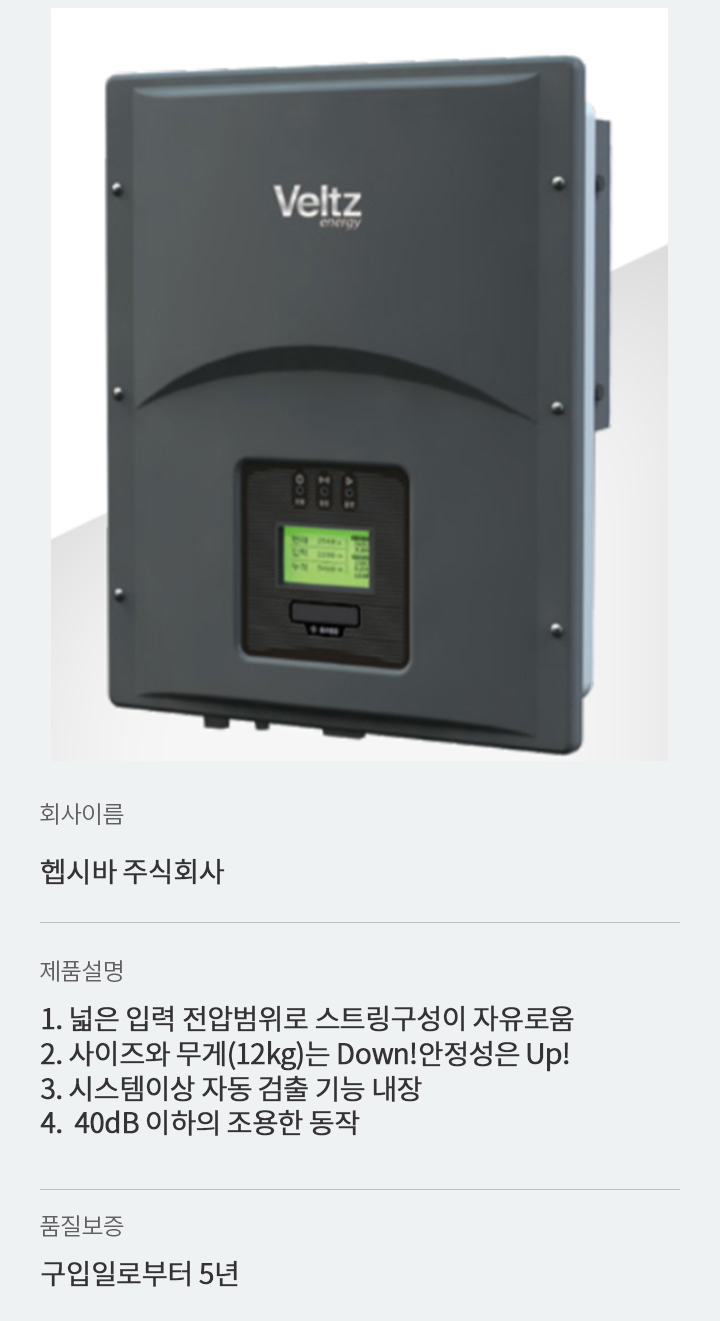 Veltz
energy
회사이름
헵시바 주식회사
제품설명
1. 넓은 입력 전압범위로 스트링구성이 자유로움
2. 사이즈와 무게(12kg)는 Down!안정성은 Up!
3. 시스템이상 자동 검출 기능 내장
4.  40dB 이하의 조용한 동작
품질보증
구입일로부터 5년